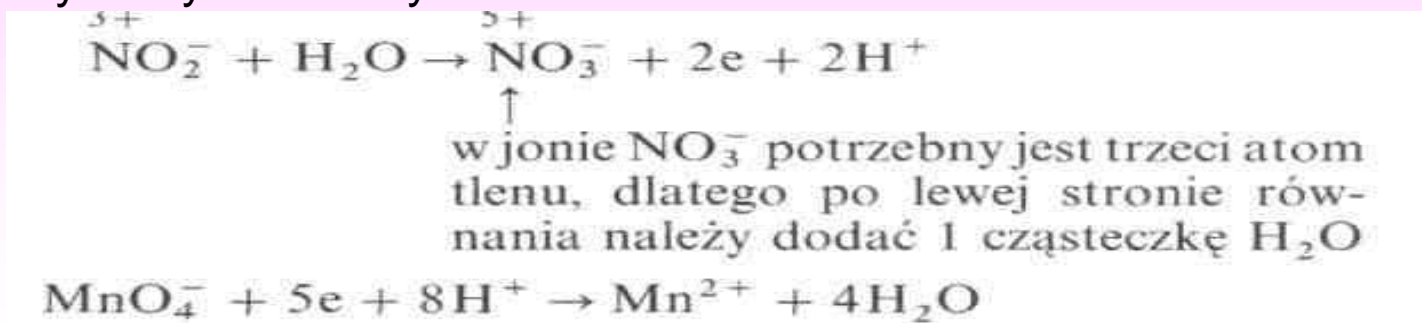 3+ 5+
NO₂⁻ + H₂O → NO₃⁻ + 2e + 2H⁺
↑
w jonie NO₃⁻ potrzebny jest trzeci atom
tlenu, dlatego po lewej stronie rów-
nania należy dodać 1 cząsteczkę H₂O
MnO₄⁻ + 5e + 8H⁺ → Mn²⁺ + 4H₂O